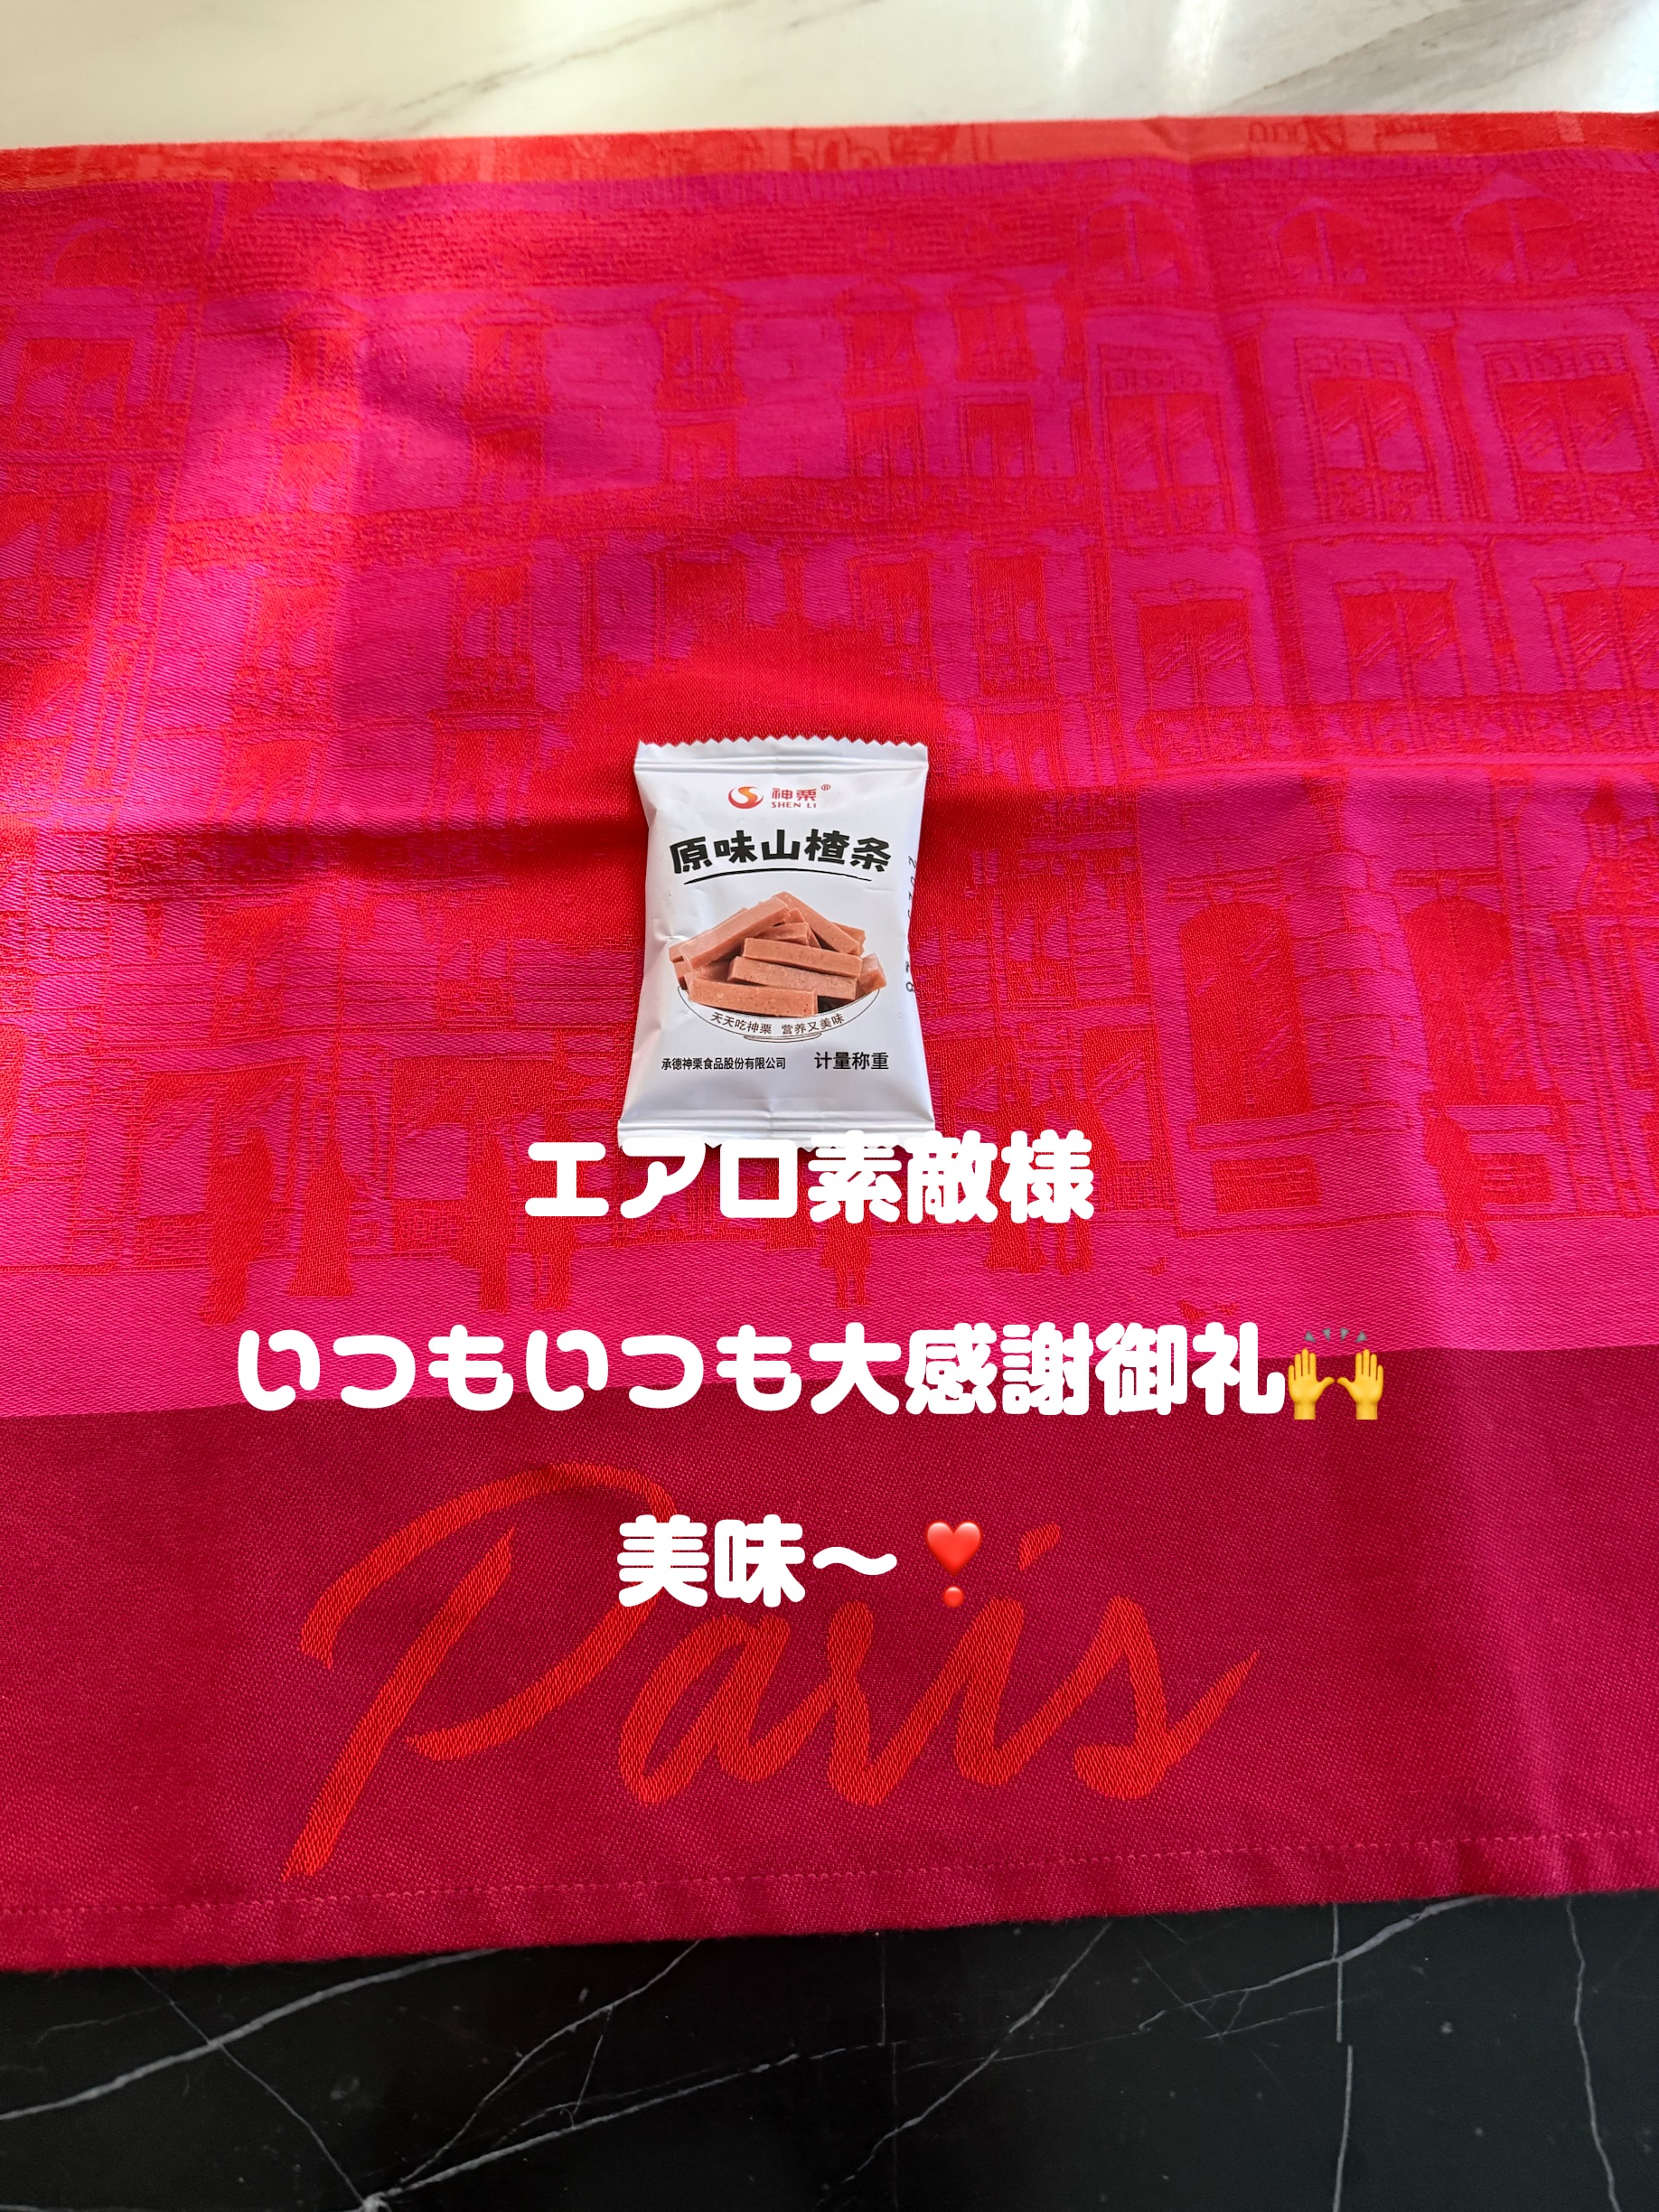 神栗®
SHEN LI
原味山楂条
天天吃神栗 营养又美味
承德神栗食品股份有限公司 计量称重
エアロ素敵様
いつもいつも大感謝御礼🙌
美味〜❣️
Paris